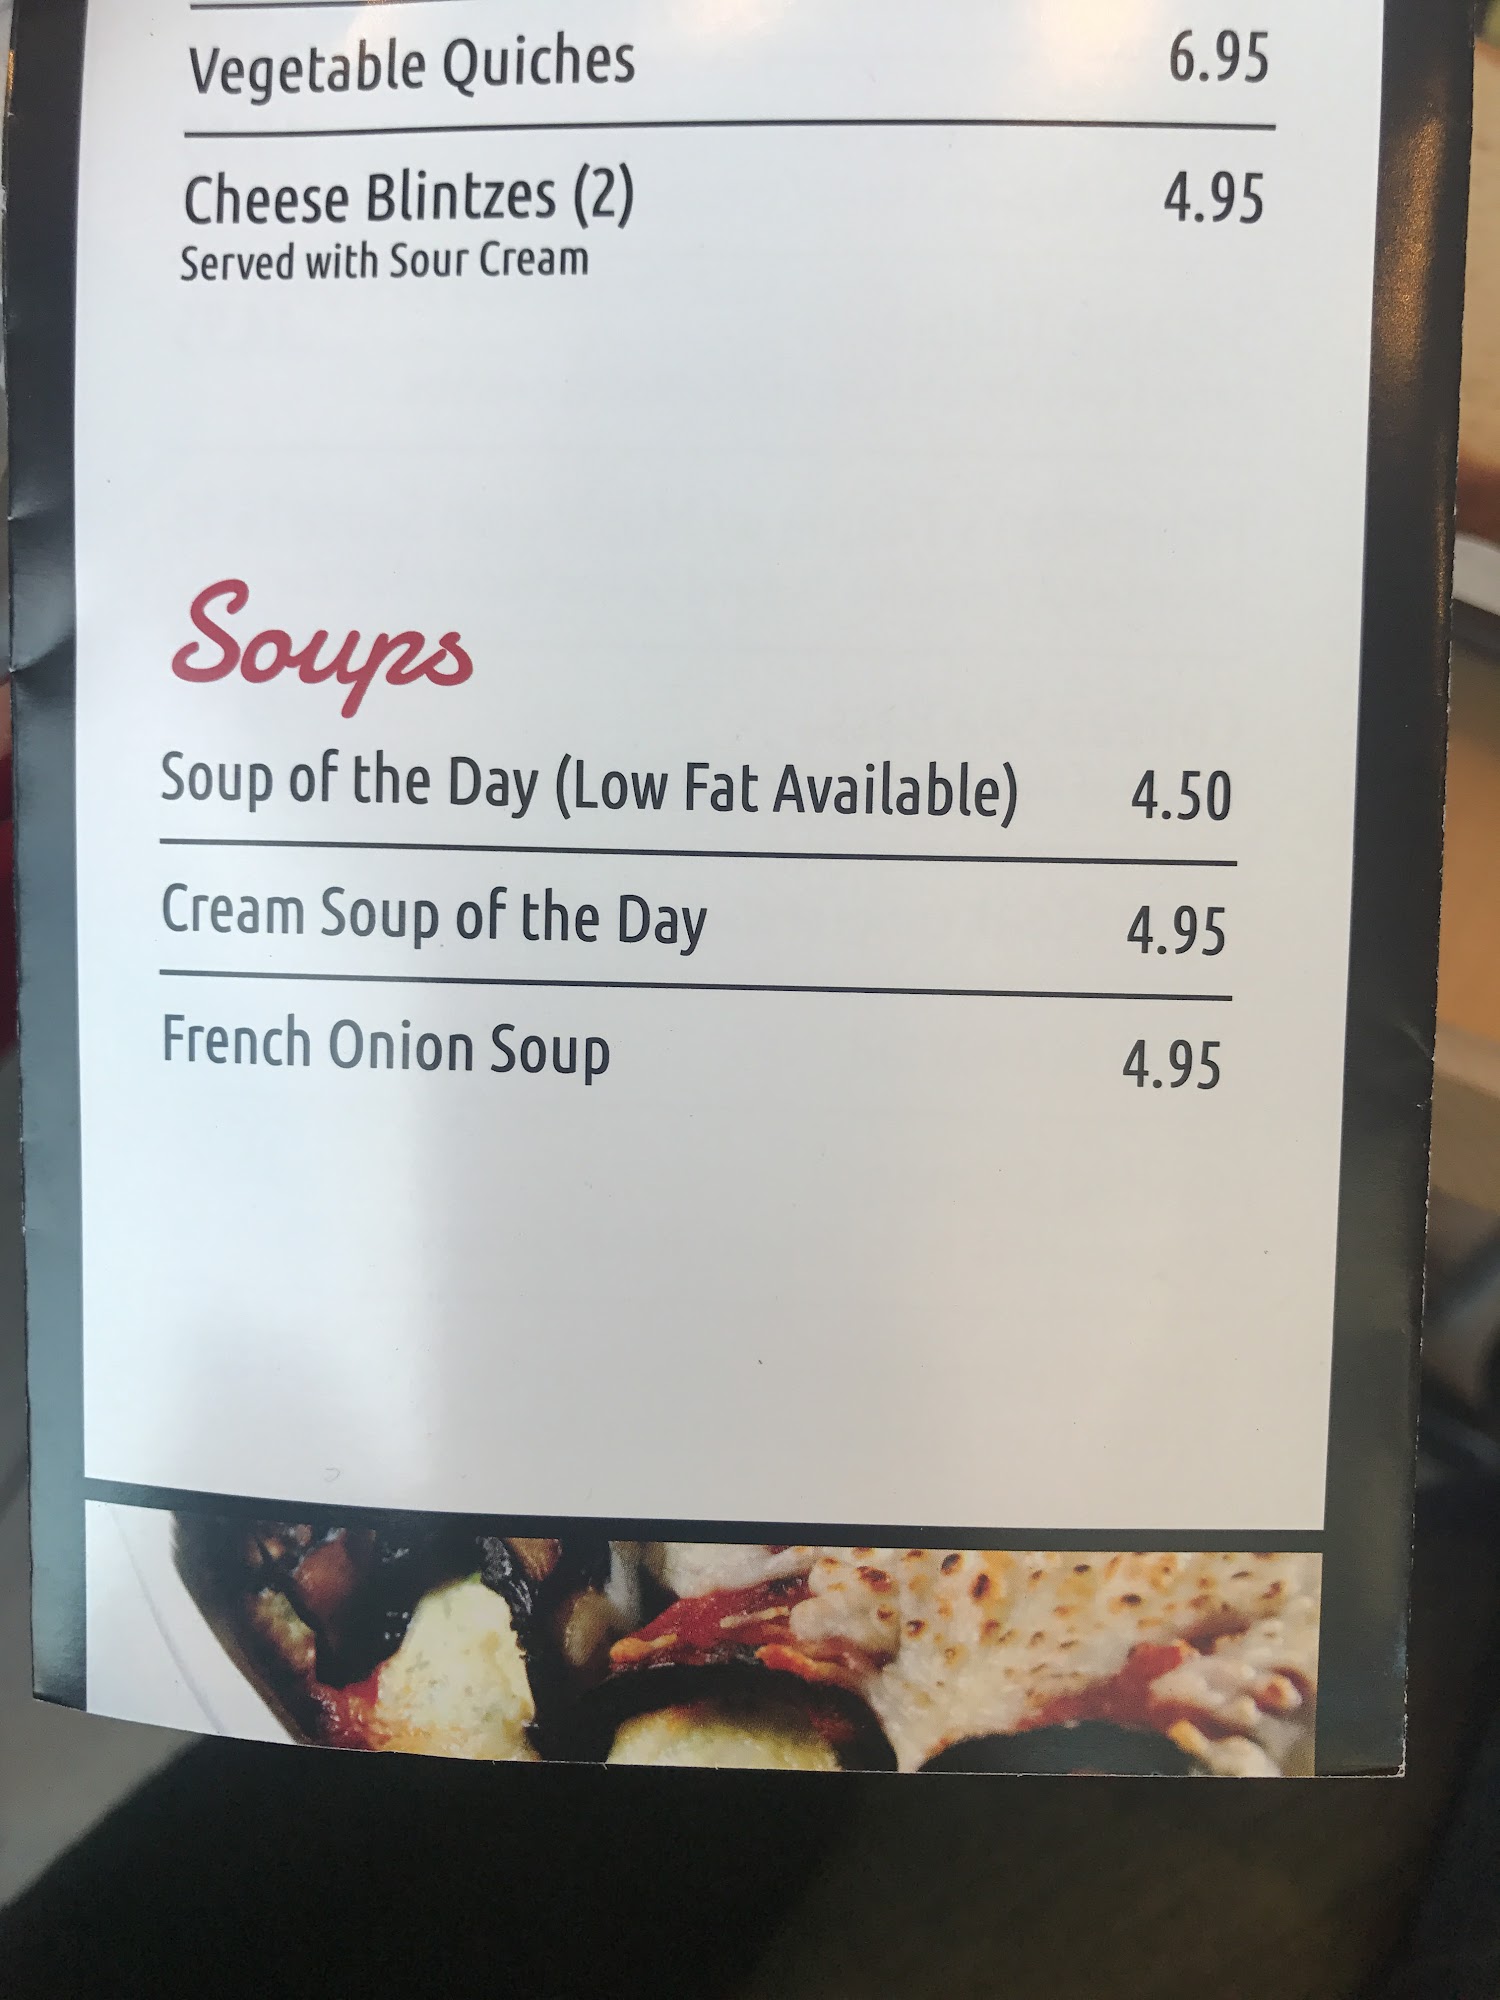 Vegetable Quiches 6.95
Cheese Blintzes (2) 4.95
Served with Sour Cream
Soups
Soup of the Day (Low Fat Available) 4.50
Cream Soup of the Day 4.95
French Onion Soup 4.95